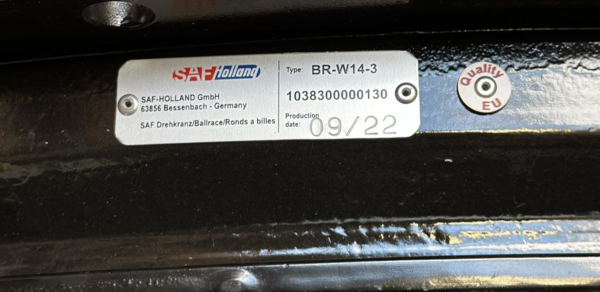 SAF Holland
SAF-HOLLAND GmbH
63856 Bessenbach - Germany
SAF Drehkranz/Ballrace/Ronds a billes
Type: BR-W14-3
1038300000130
Production
date: 09/22
Quality
EU